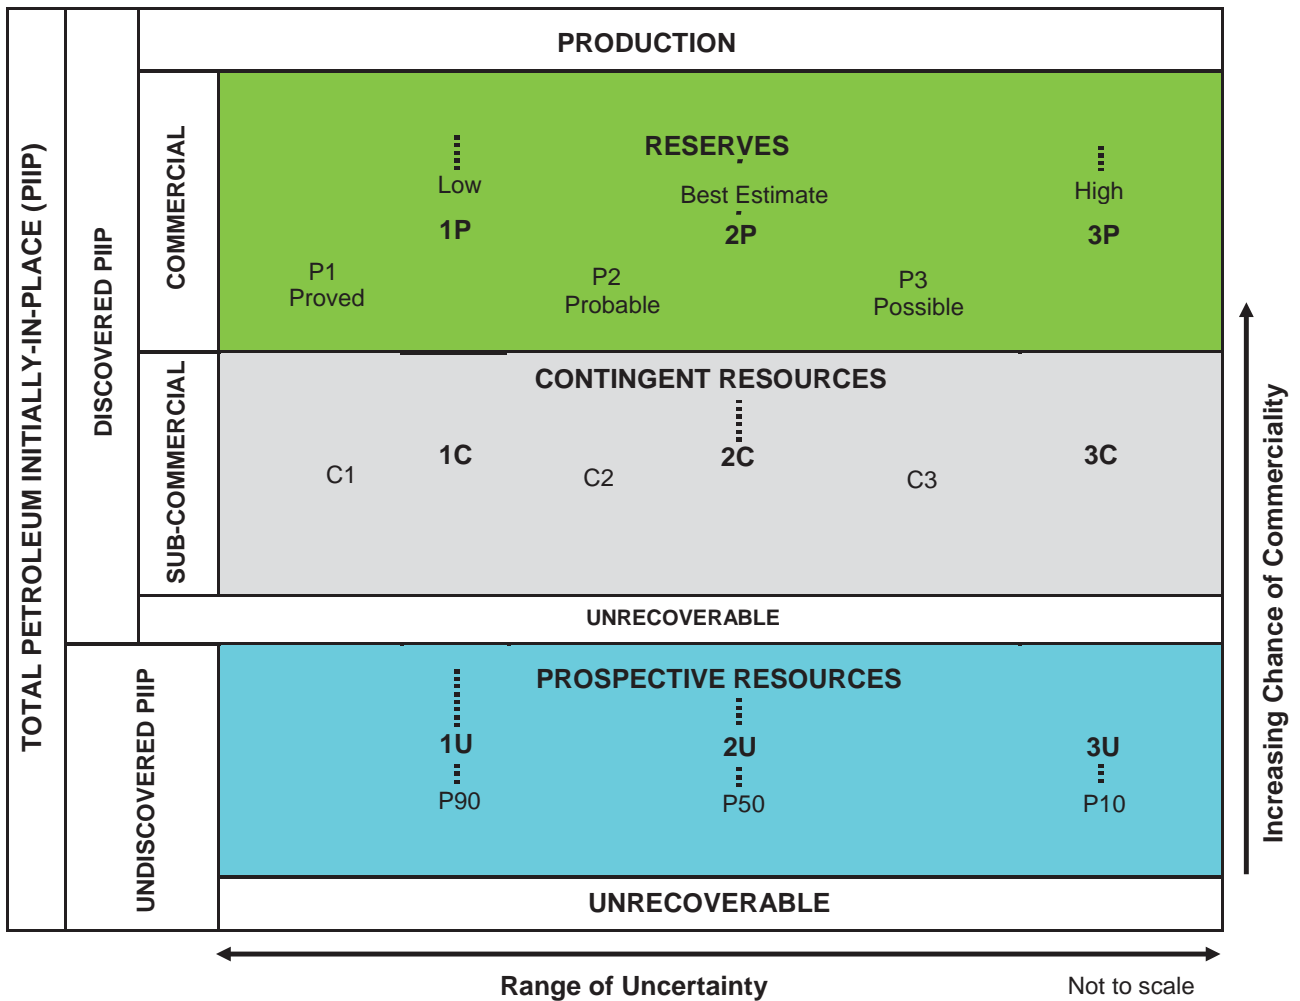 TOTAL PETROLEUM INITIALLY-IN-PLACE (PIIP)
DISCOVERED PIIP
PRODUCTION
COMMERCIAL
RESERVES
Low
Best Estimate
High
1P
2P
3P
P1
Proved
P2
Probable
P3
Possible
SUB-COMMERCIAL
CONTINGENT RESOURCES
1C
2C
3C
C1
C2
C3
UNRECOVERABLE
UNDISCOVERED PIIP
PROSPECTIVE RESOURCES
1U
2U
3U
P90
P50
P10
UNRECOVERABLE
Increasing Chance of Commerciality
Range of Uncertainty
Not to scale